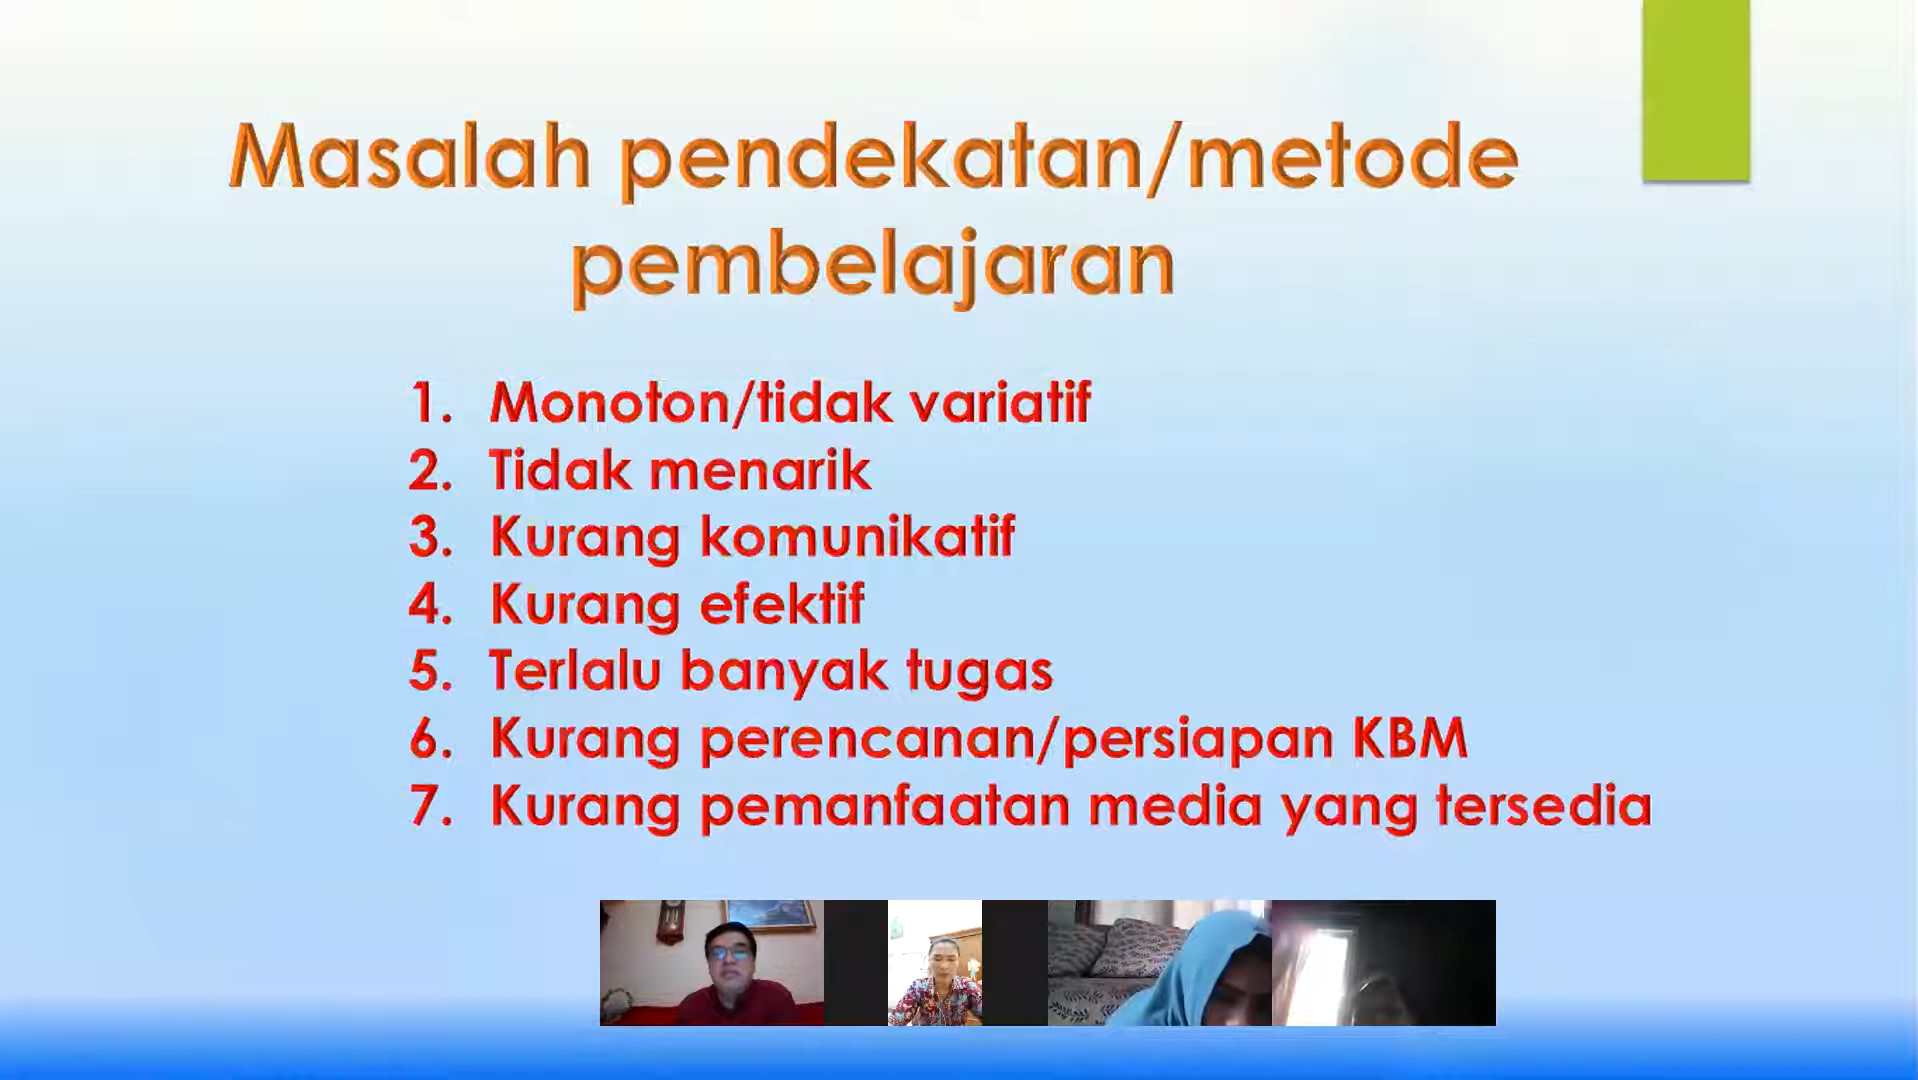 Masalah pendekatan/metode
pembelajaran
1. Monoton/tidak variatif
2. Tidak menarik
3. Kurang komunikatif
4. Kurang efektif
5. Terlalu banyak tugas
6. Kurang perencanan/persiapan KBM
7. Kurang pemanfaatan media yang tersedia